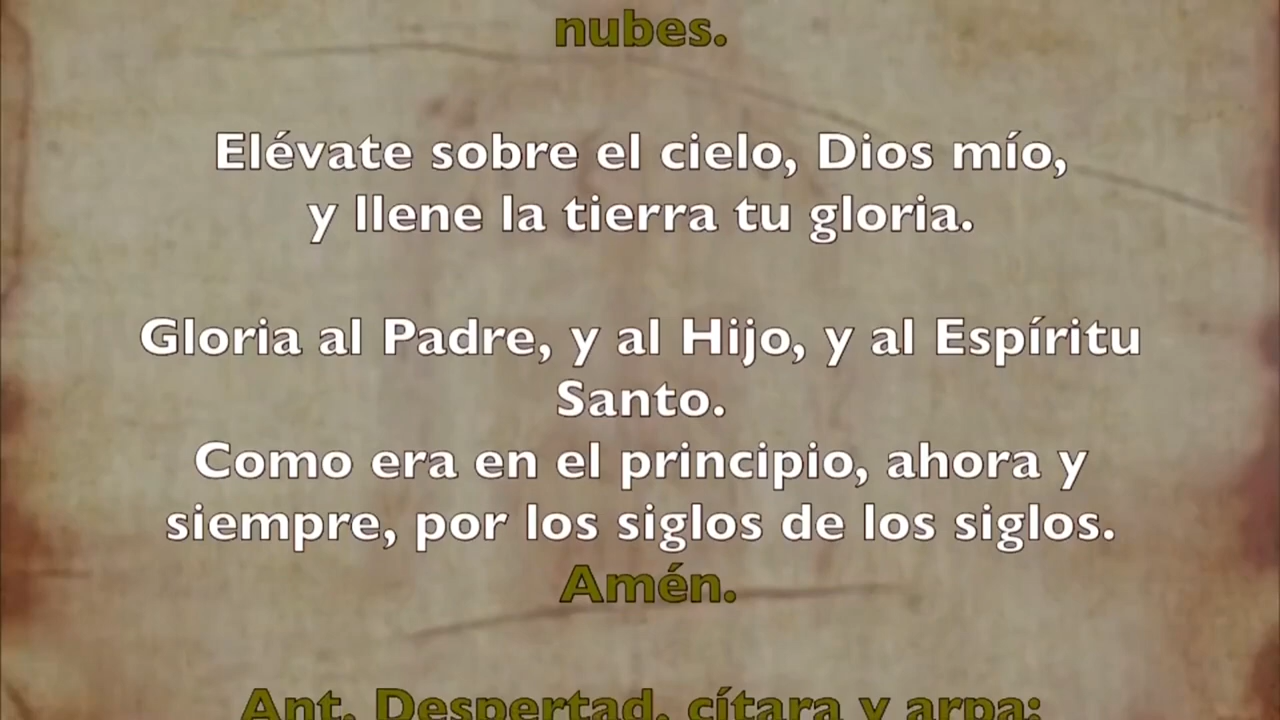 nubes.
Elévate sobre el cielo, Dios mío,
y llene la tierra tu gloria.
Gloria al Padre, y al Hijo, y al Espíritu
Santo.
Como era en el principio, ahora y
siempre, por los siglos de los siglos.
Amén.
Ant. Despertad, cítara y arpa;